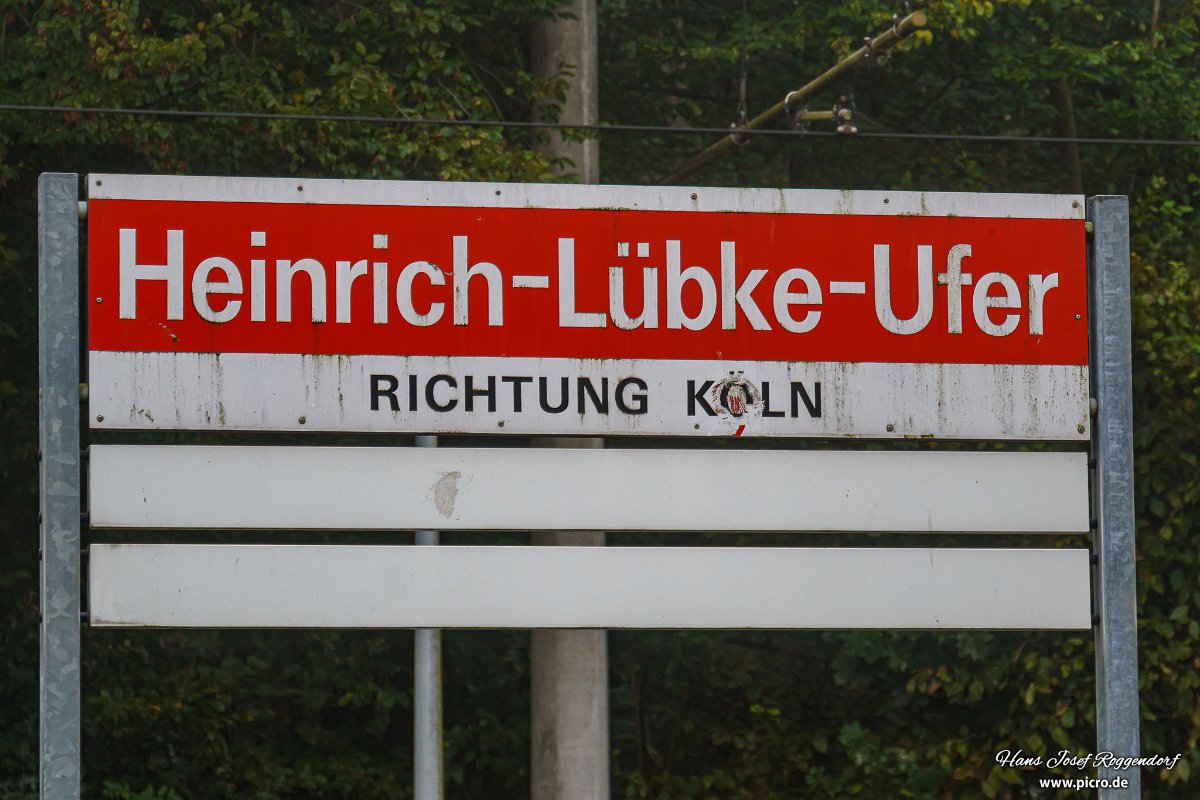 Heinrich-Lübke-Ufer
RICHTUNG KÖLN
Hans Josef Roggendorf
www.picro.de